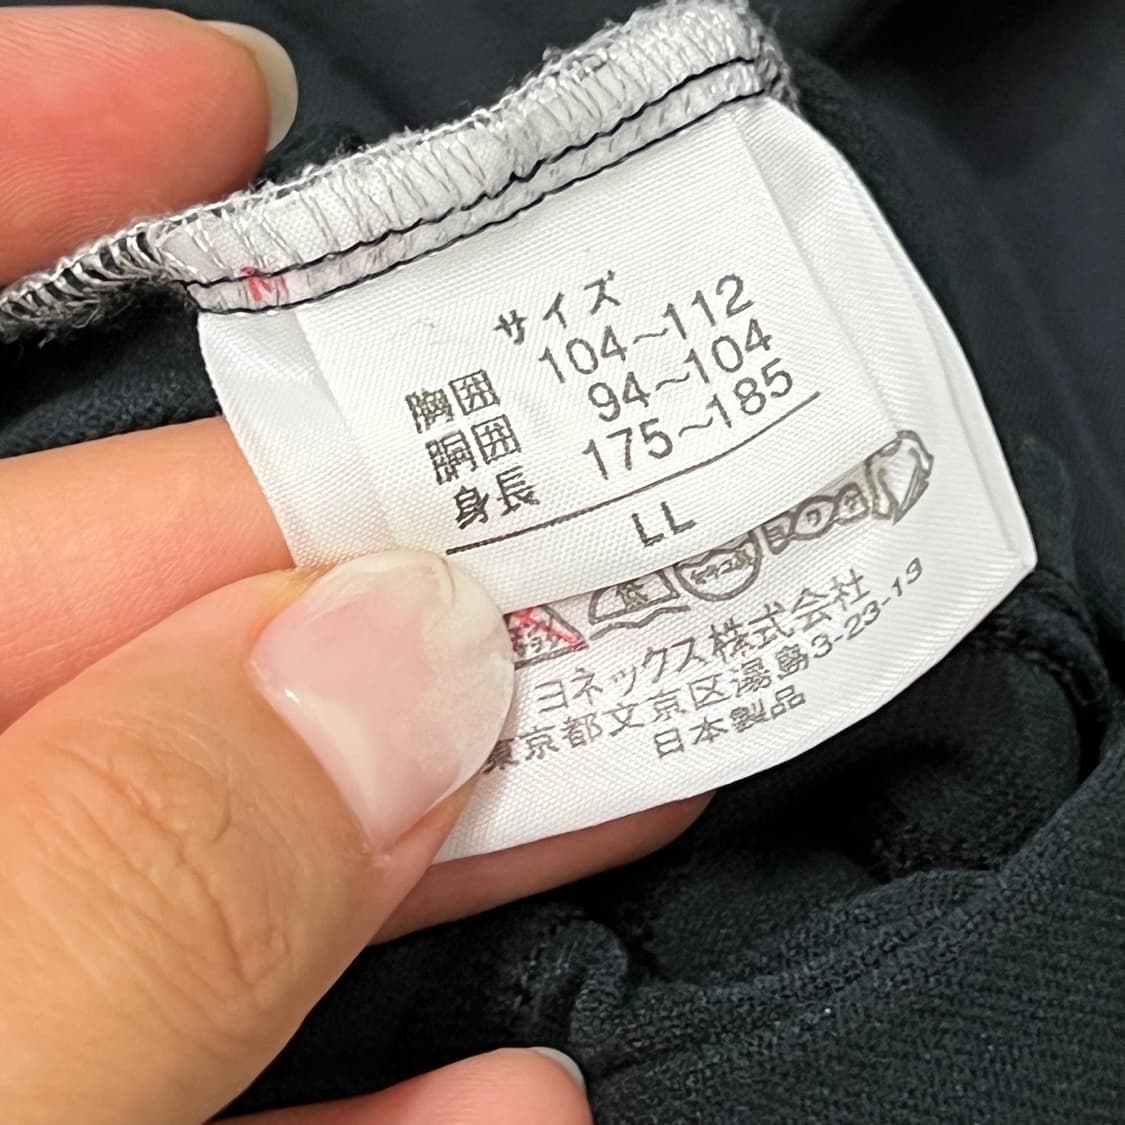 サイズ
胸囲 104~112
胴囲 94~104
身長 175~185
LL
ヨネックス株式会社
東京都文京区湯島3-23-13
日本製品